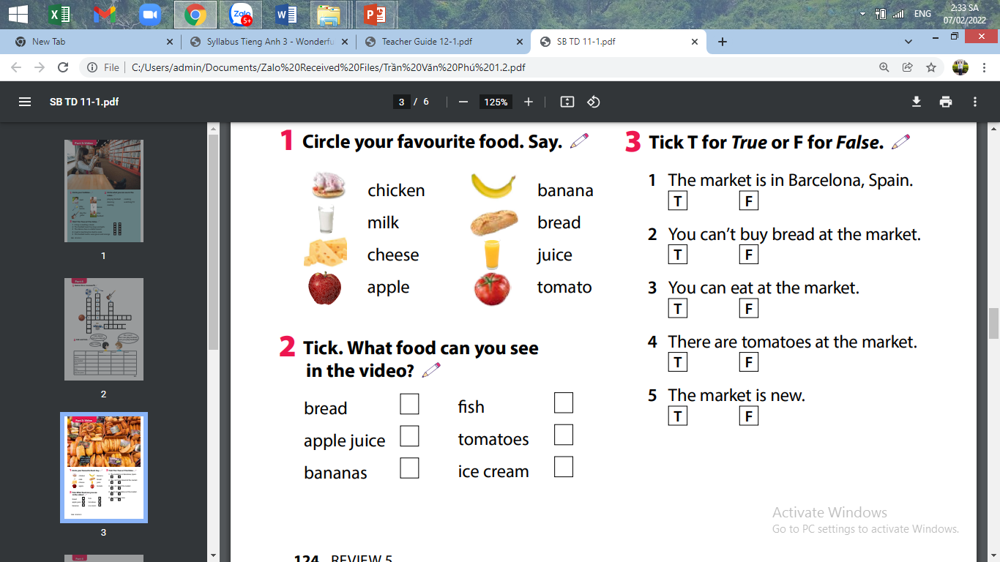 2:33 SA
ENG
07/02/2022
Zalo
5+
New Tab
Syllabus Tieng Anh 3 - Wonderfu
Teacher Guide 12-1.pdf
SB TD 11-1.pdf
File
C:/Users/admin/Documents/Zalo%20Received%20Files/Trần%20Văn%20Phú%201.2.pdf
SB TD 11-1.pdf
3 / 6
125%
1
2
3
1 Circle your favourite food. Say.
chicken
banana
milk
bread
cheese
juice
apple
tomato
2 Tick. What food can you see
in the video?
bread
fish
apple juice
tomatoes
bananas
ice cream
3 Tick T for True or F for False.
1 The market is in Barcelona, Spain.
T F
2 You can't buy bread at the market.
T F
3 You can eat at the market.
T F
4 There are tomatoes at the market.
T F
5 The market is new.
T F
Activate Windows
Go to PC settings to activate Windows.
124 REVIEW 5